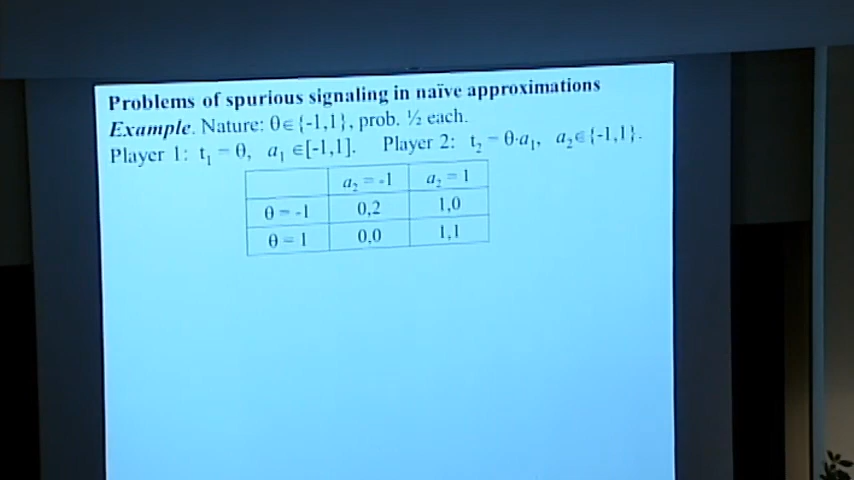 Problems of spurious signaling in naïve approximations
Example. Nature: θ∈{-1,1}, prob. ½ each.
Player 1: t₁ = θ, a₁ ∈[-1,1]. Player 2: t₂ = θ·a₁, a₂∈{-1,1}.
a₂ = -1 a₂ = 1
θ = -1 0,2 1,0
θ = 1 0,0 1,1